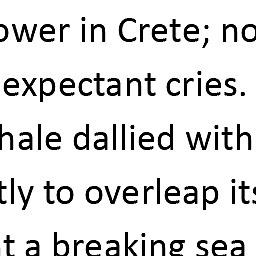 ower in Crete; no
expectant cries.
hale dallied with
tly to overleap its
t a breaking sea